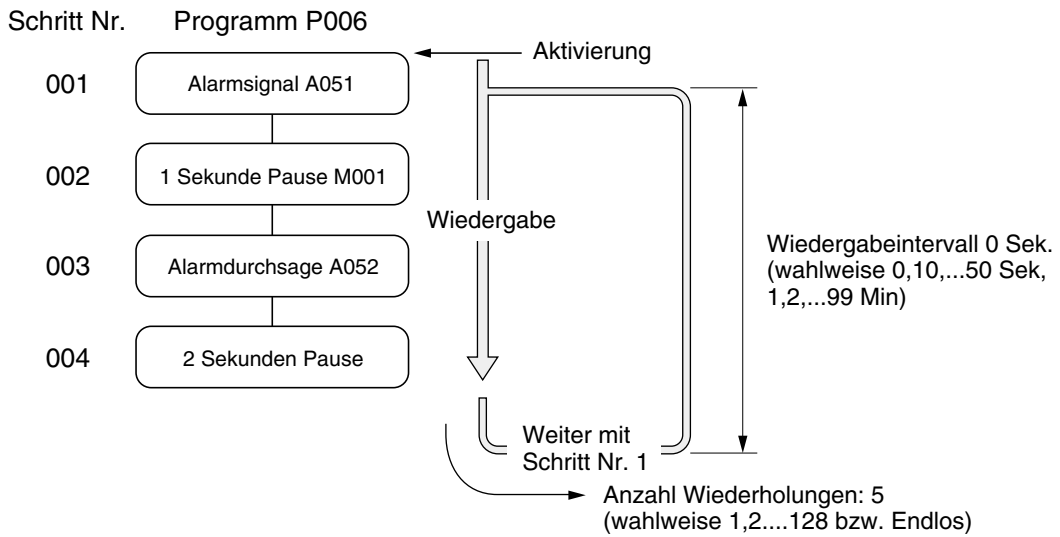 Schritt Nr. Programm P006
Aktivierung
001 Alarmsignal A051
002 1 Sekunde Pause M001
Wiedergabe
003 Alarmdurchsage A052
004 2 Sekunden Pause
Wiedergabeintervall 0 Sek.
(wahlweise 0,10,...50 Sek,
1,2,...99 Min)
Weiter mit
Schritt Nr. 1
Anzahl Wiederholungen: 5
(wahlweise 1,2....128 bzw. Endlos)